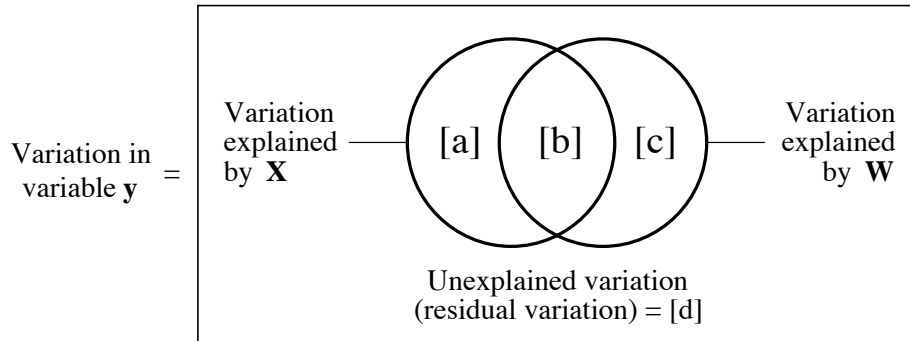 Variation in
variable y
=
Variation
explained
by X
[a]
[b]
[c]
Variation
explained
by W
Unexplained variation
(residual variation) = [d]